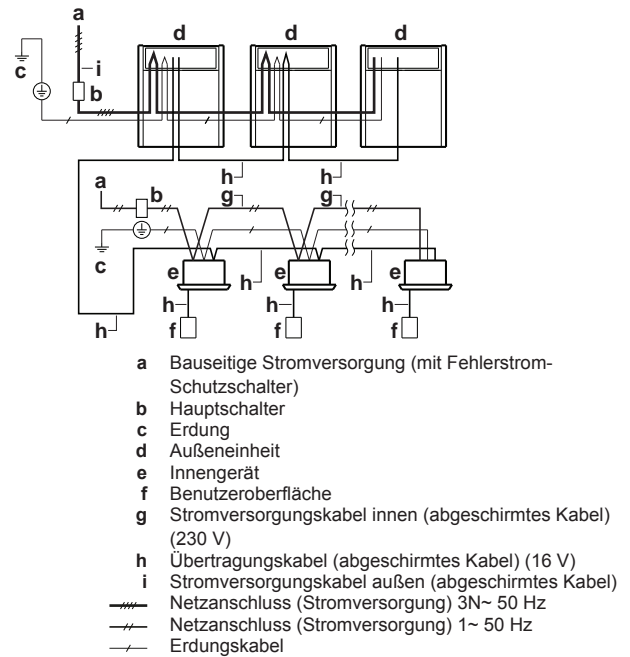 a
d
d
d
c
i
b
h
h
a
b
g
g
c
e
h
e
h
e
h
h
h
h
f
f
f
a Bauseitige Stromversorgung (mit Fehlerstrom-
Schutzschalter)
b Hauptschalter
c Erdung
d Außeneinheit
e Innengerät
f Benutzeroberfläche
g Stromversorgungskabel innen (abgeschirmtes Kabel)
(230 V)
h Übertragungskabel (abgeschirmtes Kabel) (16 V)
i Stromversorgungskabel außen (abgeschirmtes Kabel)
Netzanschluss (Stromversorgung) 3N~ 50 Hz
Netzanschluss (Stromversorgung) 1~ 50 Hz
Erdungskabel